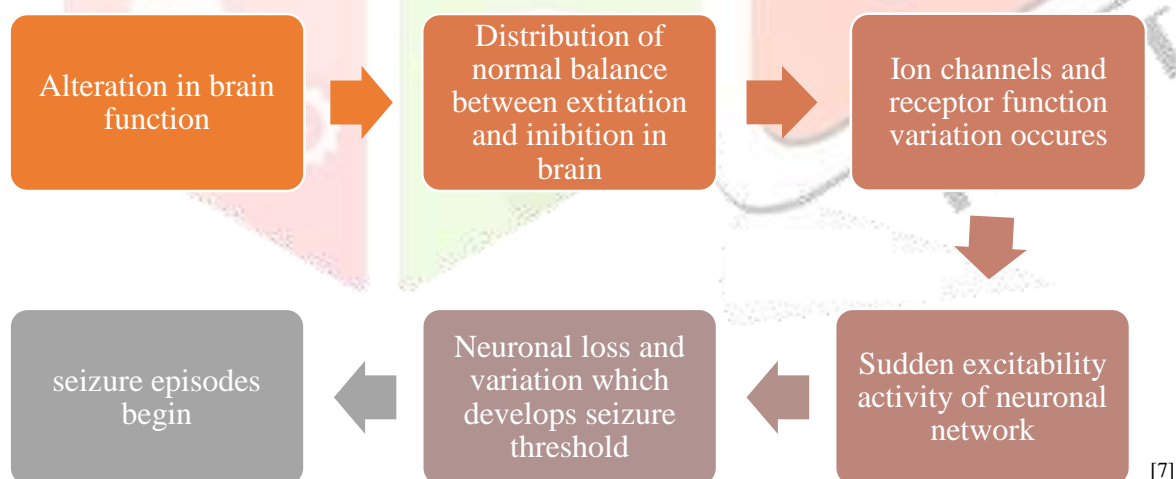 Alteration in brain
function
Distribution of
normal balance
between extitation
and inibition in
brain
Ion channels and
receptor function
variation occures
Sudden excitability
activity of neuronal
network
Neuronal loss and
variation which
develops seizure
threshold
seizure episodes
begin
[7]